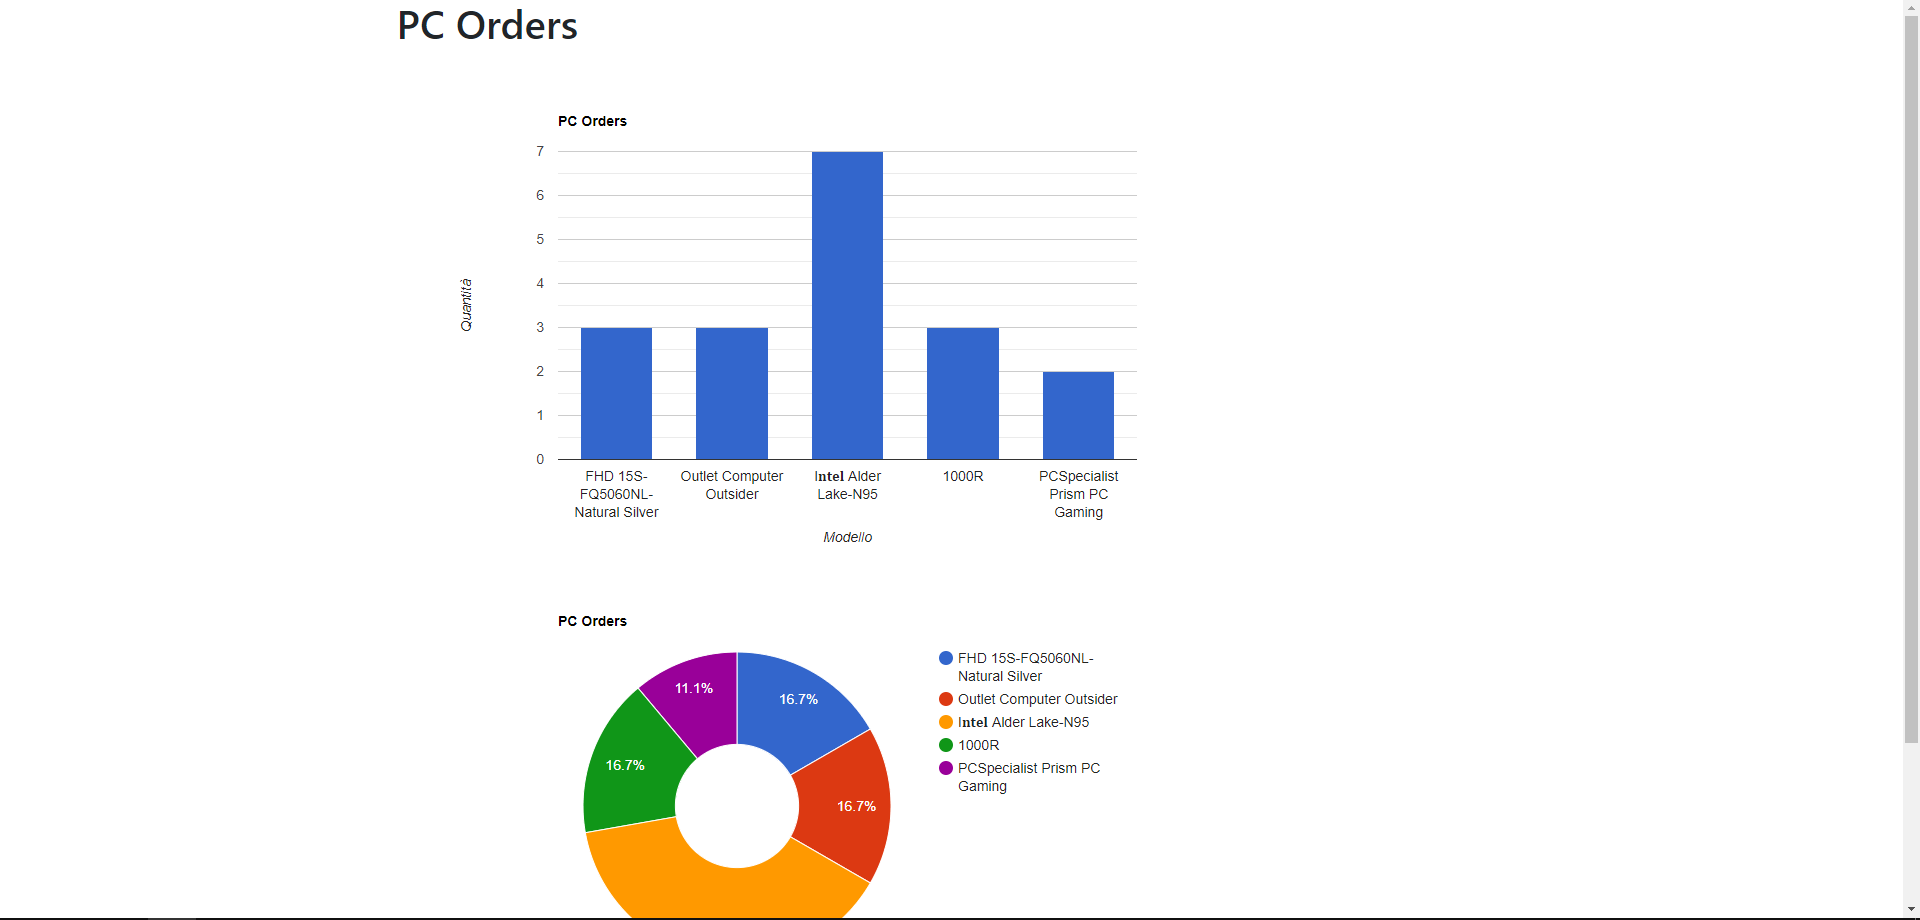 PC Orders
PC Orders
7
6
5
4
3
2
1
0
Quantità
FHD 15S-
FQ5060NL-
Natural Silver
Outlet Computer
Outsider
Intel Alder
Lake-N95
1000R
PCSpecialist
Prism PC
Gaming
Modello
PC Orders
11.1%
16.7%
16.7%
16.7%
FHD 15S-FQ5060NL-
Natural Silver
Outlet Computer Outsider
Intel Alder Lake-N95
1000R
PCSpecialist Prism PC
Gaming